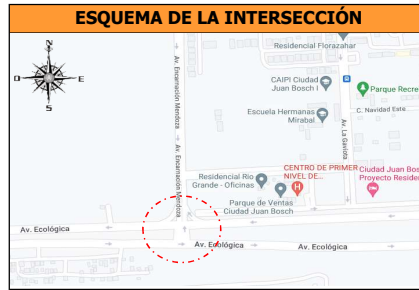 ESQUEMA DE LA INTERSECCIÓN
N
O
E
S
Residencial Florazahar
Av. Encarnación Mendoza
CAIPI Ciudad
Juan Bosch I
Parque Recre
Escuela Hermanas
Mirabal
C. Navidad Este
Av. La Gaviota
Av. Encarnación Mendoza
CENTRO DE PRIMER
NIVEL DE...
Ciudad Juan Bos
Proyecto Residen
Residencial Rio
Grande - Oficinas
H
Parque de Ventas
Ciudad Juan Bosch
Av. Ecológica
Av. Ecológica
Av. Ecológica